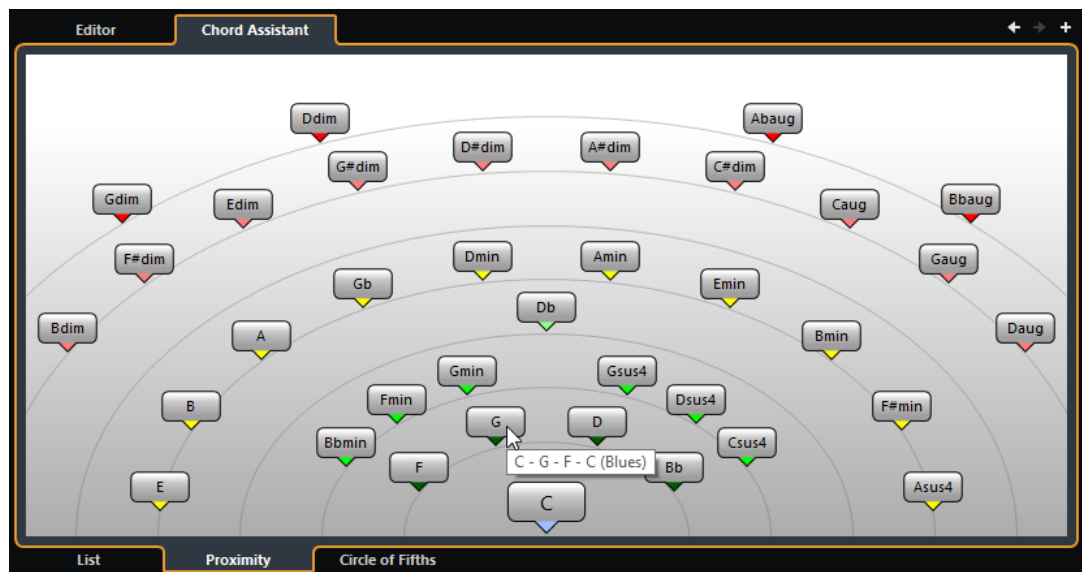 Editor
Chord Assistant
Ddim
Abaug
D#dim
A#dim
G#dim
C#dim
Gdim
Edim
Caug
Bbaug
F#dim
Dmin
Amin
Gaug
Gb
Emin
Db
Bdim
A
Bmin
Daug
Gmin
Gsus4
Fmin
Dsus4
B
F#min
G
D
Bbmin
Csus4
C - G - F - C (Blues)
F
Bb
E
Asus4
C
List
Proximity
Circle of Fifths